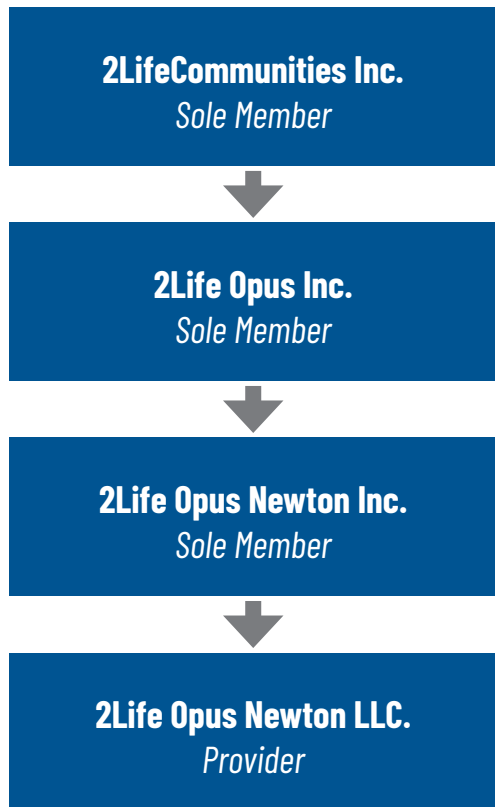 2LifeCommunities Inc.
Sole Member
2Life Opus Inc.
Sole Member
2Life Opus Newton Inc.
Sole Member
2Life Opus Newton LLC.
Provider